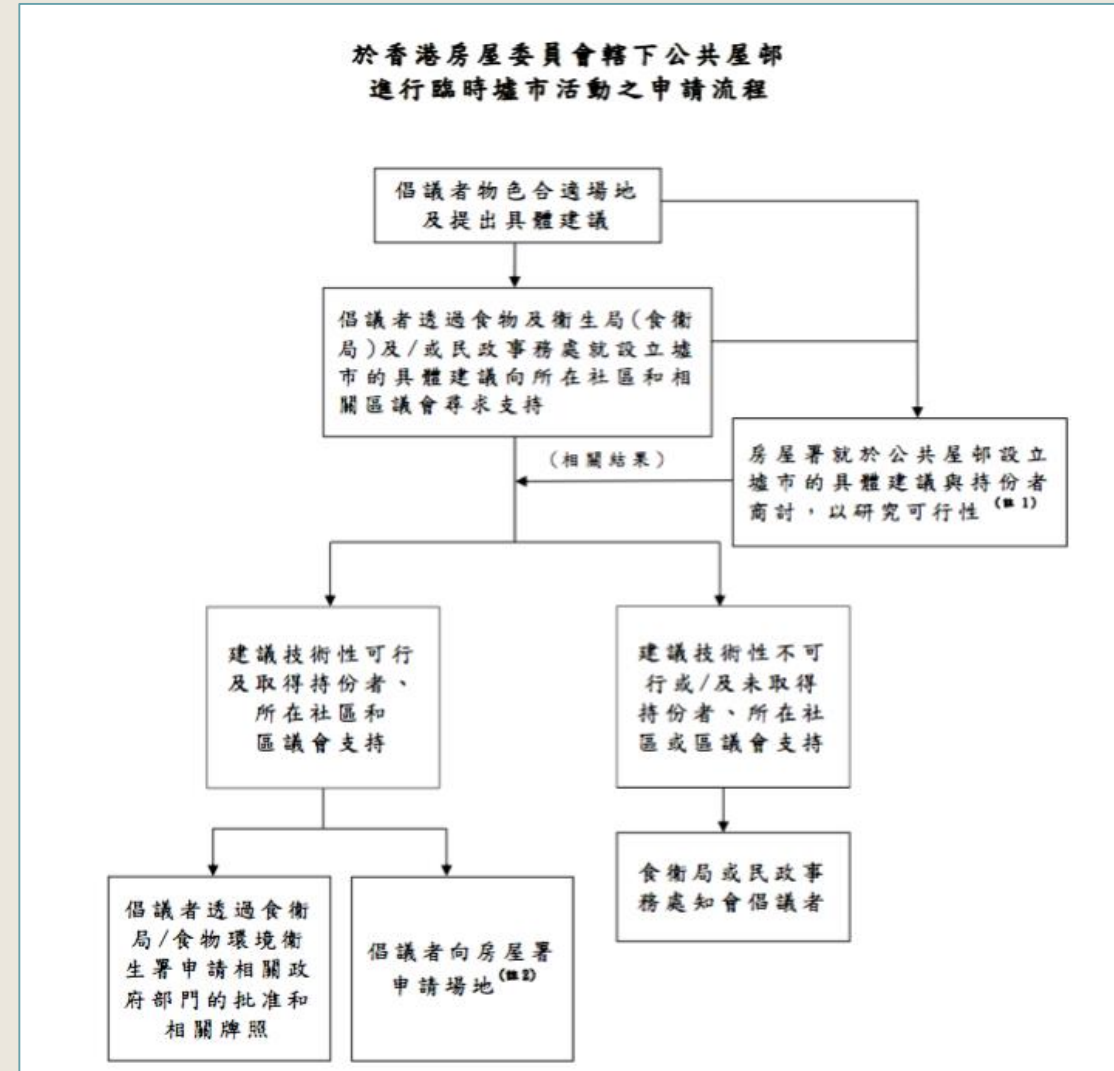 於香港房屋委員會轄下公共屋邨
進行臨時墟市活動之申請流程
倡議者物色合適場地
及提出具體建議
倡議者透過食物及衞生局(食衞
局)及/或民政事務處就設立墟
市的具體建議向所在社區和相
關區議會尋求支持
(相關結果)
房屋署就於公共屋邨設立
墟市的具體建議與持份者
商討，以研究可行性 (註1)
建議技術性可行
及取得持份者、
所在社區和
區議會支持
建議技術性不可
行或/及未取得
持份者、所在社
區或區議會支持
倡議者透過食衞
局/食物環境衞
生署申請相關政
府部門的批准和
相關牌照
倡議者向房屋署
申請場地(註2)
食衞局或民政事
務處知會倡議者